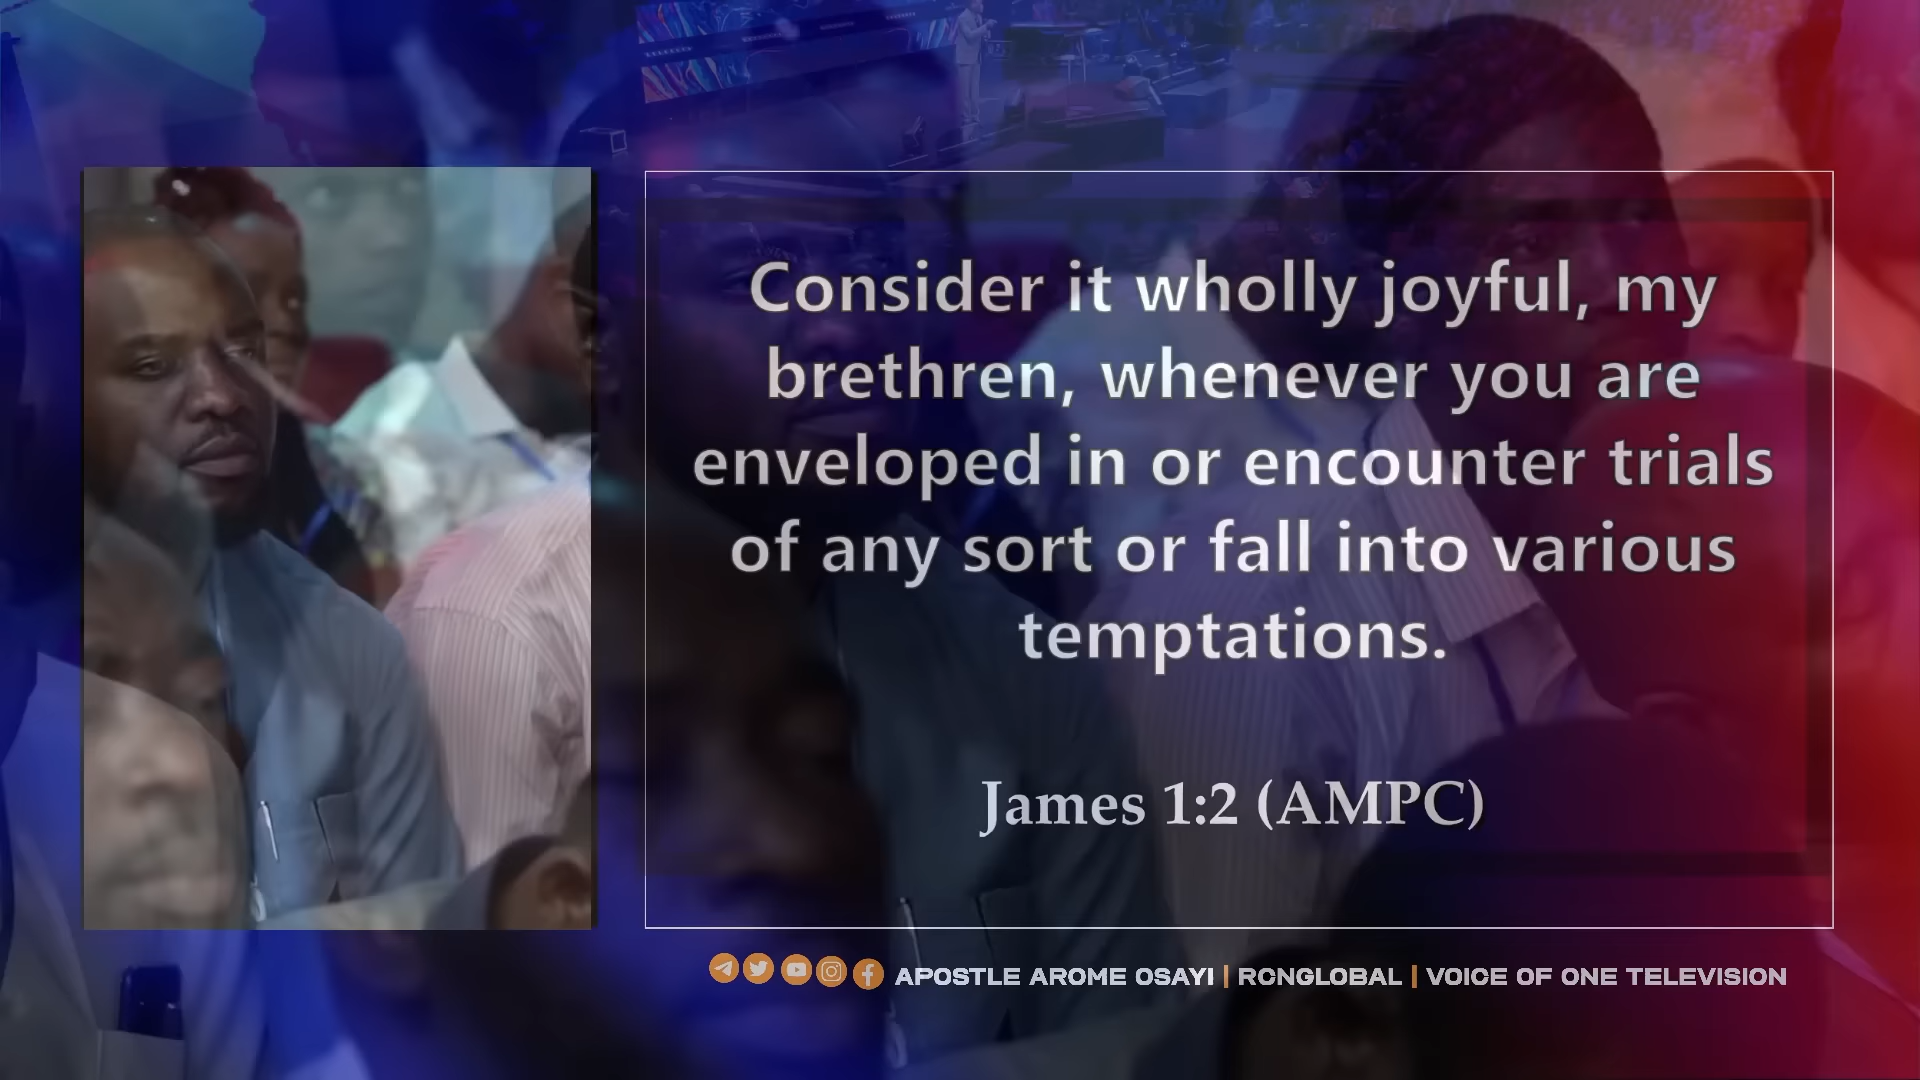 Consider it wholly joyful, my
brethren, whenever you are
enveloped in or encounter trials
of any sort or fall into various
temptations.
James 1:2 (AMPC)
APOSTLE AROME OSAYI | RCNGLOBAL | VOICE OF ONE TELEVISION